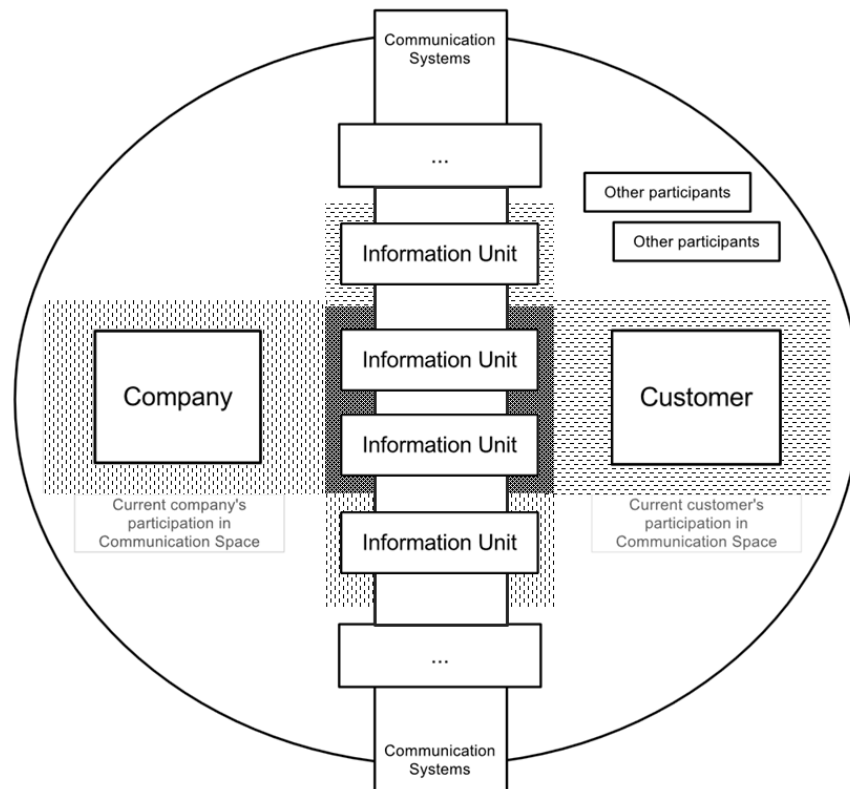 Communication
Systems
...
Other participants
Other participants
Information Unit
Information Unit
Company
Customer
Information Unit
Current company's
participation in
Communication Space
Current customer's
participation in
Communication Space
Information Unit
...
Communication
Systems